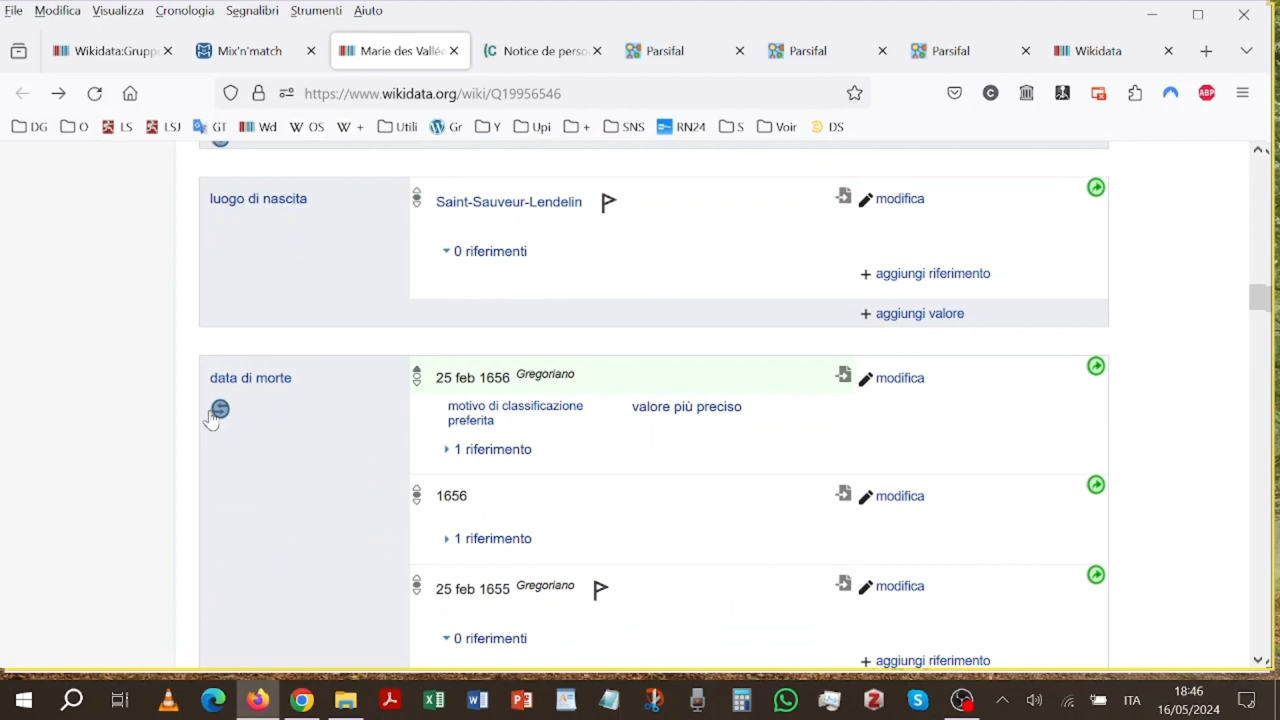 File Modifica Visualizza Cronologia Segnalibri Strumenti Aiuto
Wikidata:Grupp Mix'n'match Marie des Vallée Notice de perso Parsifal Parsifal Parsifal Wikidata
https://www.wikidata.org/wiki/Q19956546
DG O LS LSJ GT Wd OS + Utili Gr Y Upi + SNS RN24 S Voir DS
luogo di nascita
Saint-Sauveur-Lendelin
modifica
0 riferimenti
+ aggiungi riferimento
+ aggiungi valore
data di morte
25 feb 1656 Gregoriano
modifica
motivo di classificazione
preferita
valore più preciso
1 riferimento
1656
modifica
1 riferimento
25 feb 1655 Gregoriano
modifica
0 riferimenti
+ aggiungi riferimento
ITA
18:46
16/05/2024